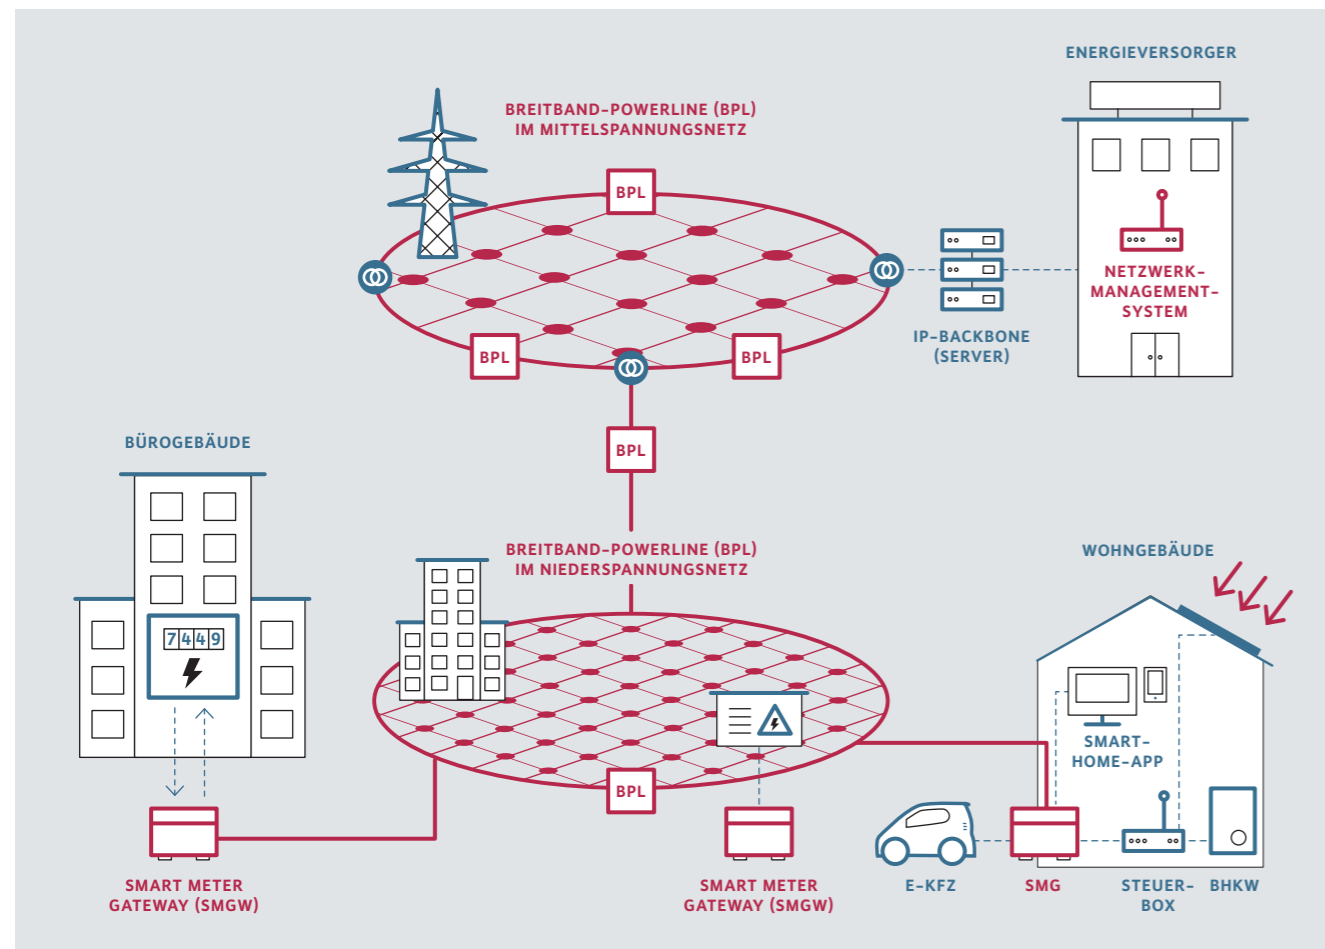 ENERGIEVERSORGER
BREITBAND-POWERLINE (BPL)
IM MITTELSPANNUNGSNETZ
BPL
NETZWERK-
MANAGEMENT-
SYSTEM
IP-BACKBONE
(SERVER)
BPL
BPL
BPL
BÜROGEBÄUDE
BREITBAND-POWERLINE (BPL)
IM NIEDERSPANNUNGSNETZ
WOHNGEBÄUDE
7449
SMART-
HOME-APP
BPL
SMART METER
GATEWAY (SMGW)
SMART METER
GATEWAY (SMGW)
E-KFZ
SMG
STEUER-
BOX
BHKW